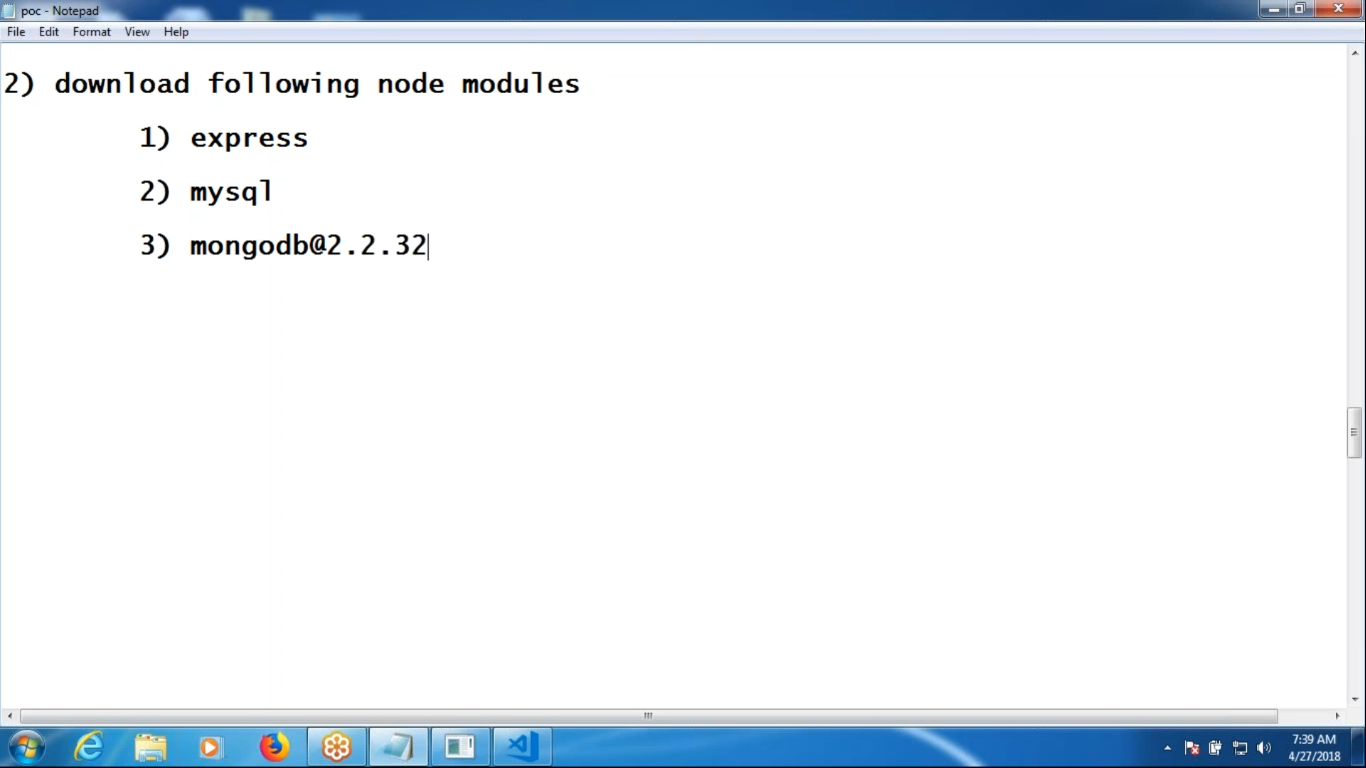 poc - Notepad
File Edit Format View Help
2) download following node modules
1) express
2) mysql
3) mongodb@2.2.32
7:39 AM
4/27/2018